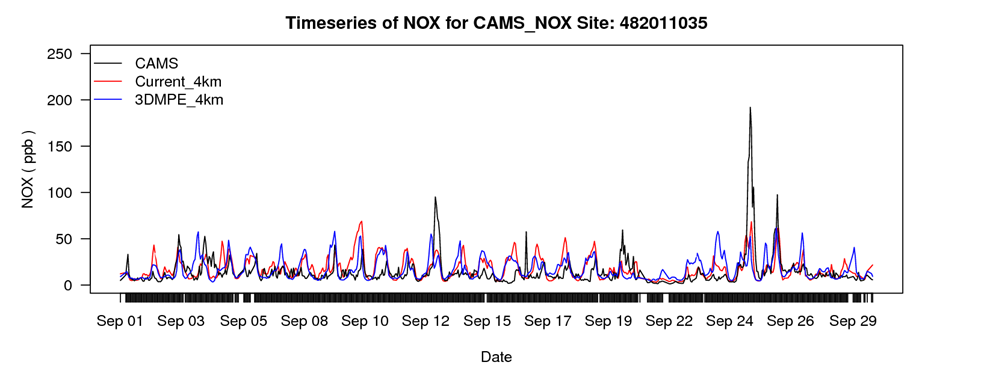 Timeseries of NOX for CAMS_NOX Site: 482011035
NOX ( ppb )
250
200
150
100
50
0
CAMS
Current_4km
3DMPE_4km
Sep 01 Sep 03 Sep 05 Sep 08 Sep 10 Sep 12 Sep 15 Sep 17 Sep 19 Sep 22 Sep 24 Sep 26 Sep 29
Date